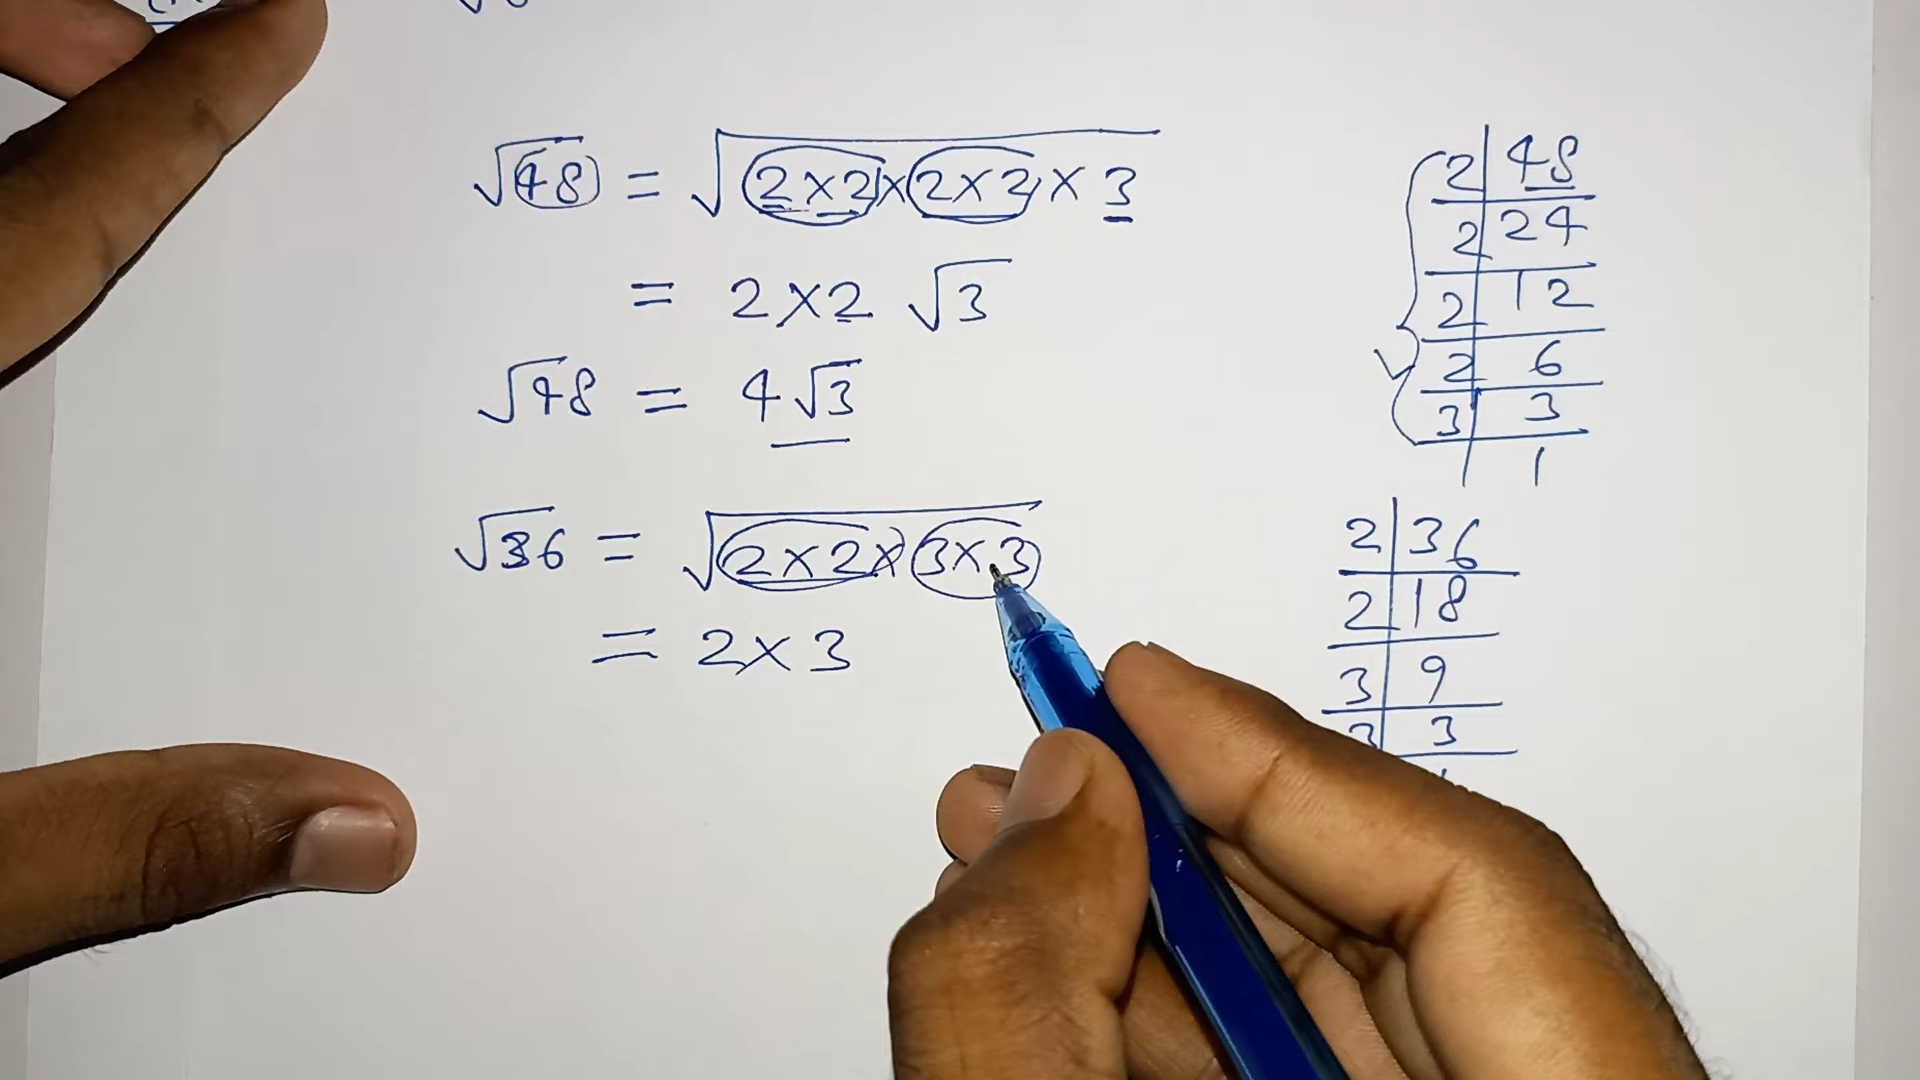 √48 = √2×2×2×2×3
= 2×2 √3
√48 = 4√3
√36 = √2×2×3×3
= 2×3
2 48
2 24
2 12
2 6
3 3
1
2 36
2 18
3 9
3 3